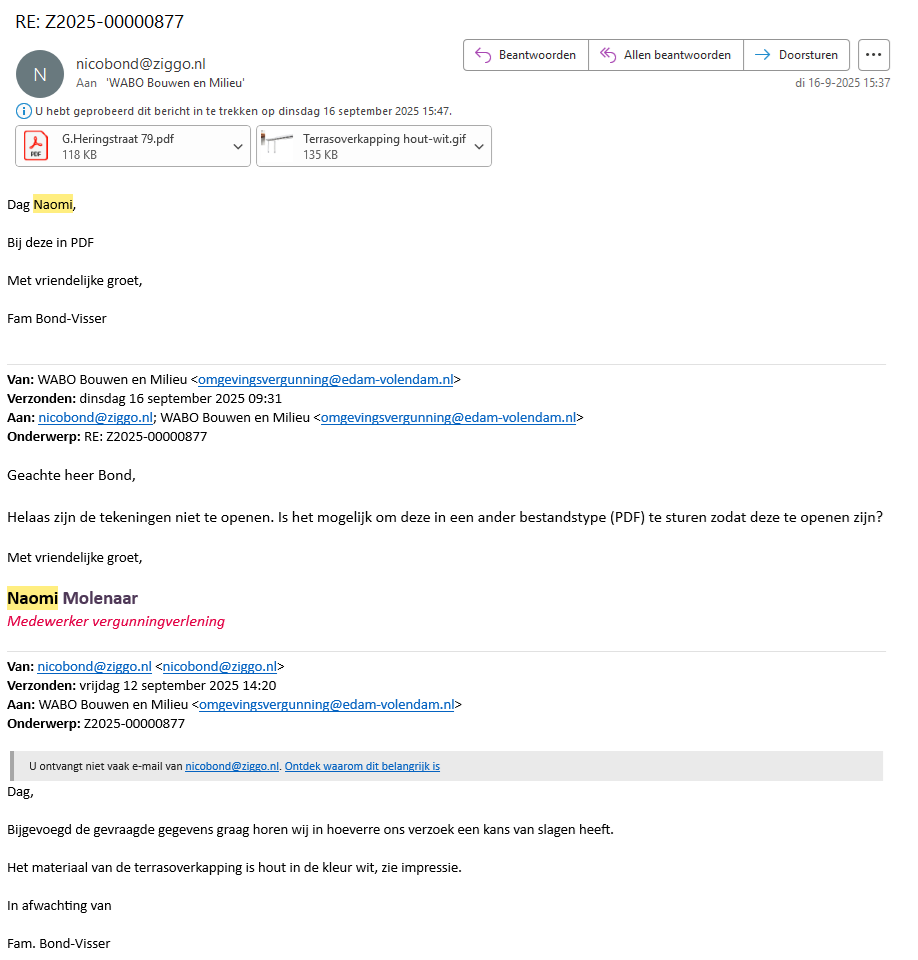 RE: Z2025-00000877
N
nicobond@ziggo.nl
Aan 'WABO Bouwen en Milieu'
Beantwoorden
Allen beantwoorden
Doorsturen
di 16-9-2025 15:37
U hebt geprobeerd dit bericht in te trekken op dinsdag 16 september 2025 15:47.
PDF
G.Heringstraat 79.pdf
118 KB
Terrasoverkapping hout-wit.gif
135 KB
Dag Naomi,
Bij deze in PDF
Met vriendelijke groet,
Fam Bond-Visser
Van: WABO Bouwen en Milieu <omgevingsvergunning@edam-volendam.nl>
Verzonden: dinsdag 16 september 2025 09:31
Aan: nicobond@ziggo.nl; WABO Bouwen en Milieu <omgevingsvergunning@edam-volendam.nl>
Onderwerp: RE: Z2025-00000877
Geachte heer Bond,
Helaas zijn de tekeningen niet te openen. Is het mogelijk om deze in een ander bestandstype (PDF) te sturen zodat deze te openen zijn?
Met vriendelijke groet,
Naomi Molenaar
Medewerker vergunningverlening
Van: nicobond@ziggo.nl <nicobond@ziggo.nl>
Verzonden: vrijdag 12 september 2025 14:20
Aan: WABO Bouwen en Milieu <omgevingsvergunning@edam-volendam.nl>
Onderwerp: Z2025-00000877
U ontvangt niet vaak e-mail van nicobond@ziggo.nl. Ontdek waarom dit belangrijk is
Dag,
Bijgevoegd de gevraagde gegevens graag horen wij in hoeverre ons verzoek een kans van slagen heeft.
Het materiaal van de terrasoverkapping is hout in de kleur wit, zie impressie.
In afwachting van
Fam. Bond-Visser